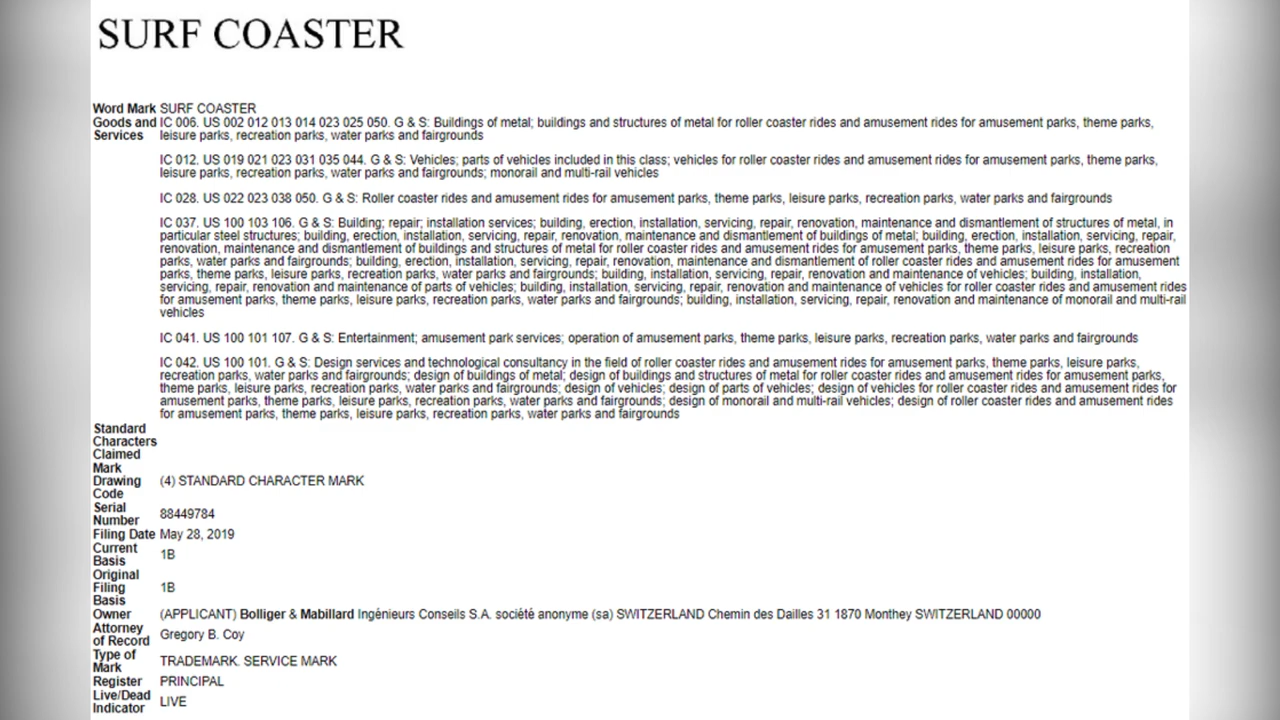 SURF COASTER
Word Mark SURF COASTER
Goods and Services IC 006. US 002 012 013 014 023 025 050. G & S: Buildings of metal; buildings and structures of metal for roller coaster rides and amusement rides for amusement parks, theme parks,
leisure parks, recreation parks, water parks and fairgrounds
IC 012. US 019 021 023 031 035 044. G & S: Vehicles; parts of vehicles included in this class; vehicles for roller coaster rides and amusement rides for amusement parks, theme parks,
leisure parks, recreation parks, water parks and fairgrounds; monorail and multi-rail vehicles
IC 028. US 022 023 038 050. G & S: Roller coaster rides and amusement rides for amusement parks, theme parks, leisure parks, recreation parks, water parks and fairgrounds
IC 037. US 100 103 106. G & S: Building; repair; installation services; building, erection, installation, servicing, repair, renovation, maintenance and dismantlement of structures of metal, in
particular steel structures; building, erection, installation, servicing, repair, renovation, maintenance and dismantlement of buildings of metal; building, erection, installation, servicing, repair,
renovation, maintenance and dismantlement of buildings and structures of metal for roller coaster rides and amusement rides for amusement parks, theme parks, leisure parks, recreation
parks, water parks and fairgrounds; building, erection, installation, servicing, repair, renovation, maintenance and dismantlement of roller coaster rides and amusement rides for amusement
parks, theme parks, leisure parks, recreation parks, water parks and fairgrounds; building, installation, servicing, repair, renovation and maintenance of vehicles; building, installation,
servicing, repair, renovation and maintenance of parts of vehicles; building, installation, servicing, repair, renovation and maintenance of vehicles for roller coaster rides and amusement rides
for amusement parks, theme parks, leisure parks, recreation parks, water parks and fairgrounds; building, installation, servicing, repair, renovation and maintenance of monorail and multi-rail
vehicles
IC 041. US 100 101 107. G & S: Entertainment; amusement park services; operation of amusement parks, theme parks, leisure parks, recreation parks, water parks and fairgrounds
IC 042. US 100 101. G & S: Design services and technological consultancy in the field of roller coaster rides and amusement rides for amusement parks, theme parks, leisure parks,
recreation parks, water parks and fairgrounds; design of buildings of metal; design of buildings and structures of metal for roller coaster rides and amusement rides for amusement parks,
theme parks, leisure parks, recreation parks, water parks and fairgrounds; design of vehicles; design of parts of vehicles; design of vehicles for roller coaster rides and amusement rides for
amusement parks, theme parks, leisure parks, recreation parks, water parks and fairgrounds; design of monorail and multi-rail vehicles; design of roller coaster rides and amusement rides
for amusement parks, theme parks, leisure parks, recreation parks, water parks and fairgrounds
Standard
Characters
Claimed
Mark
Drawing (4) STANDARD CHARACTER MARK
Code
Serial
Number 88449784
Filing Date May 28, 2019
Current
Basis 1B
Original
Filing 1B
Basis
Owner (APPLICANT) Bolliger & Mabillard Ingénieurs Conseils S.A. société anonyme (sa) SWITZERLAND Chemin des Dailles 31 1870 Monthey SWITZERLAND 00000
Attorney
of Record Gregory B. Coy
Type of
Mark TRADEMARK. SERVICE MARK
Register PRINCIPAL
Live/Dead
Indicator LIVE